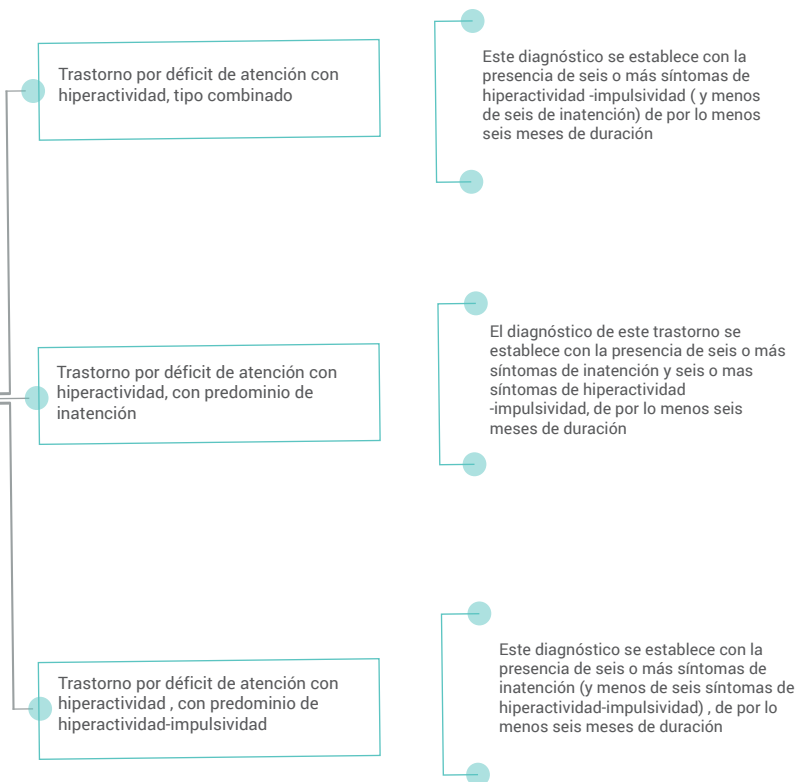 Trastorno por déficit de atención con
hiperactividad, tipo combinado
Este diagnóstico se establece con la
presencia de seis o más síntomas de
hiperactividad -impulsividad ( y menos
de seis de inatención) de por lo menos
seis meses de duración
Trastorno por déficit de atención con
hiperactividad, con predominio de
inatención
El diagnóstico de este trastorno se
establece con la presencia de seis o más
síntomas de inatención y seis o mas
síntomas de hiperactividad
-impulsividad, de por lo menos seis
meses de duración
Trastorno por déficit de atención con
hiperactividad , con predominio de
hiperactividad-impulsividad
Este diagnóstico se establece con la
presencia de seis o más síntomas de
inatención (y menos de seis síntomas de
hiperactividad-impulsividad) , de por lo
menos seis meses de duración